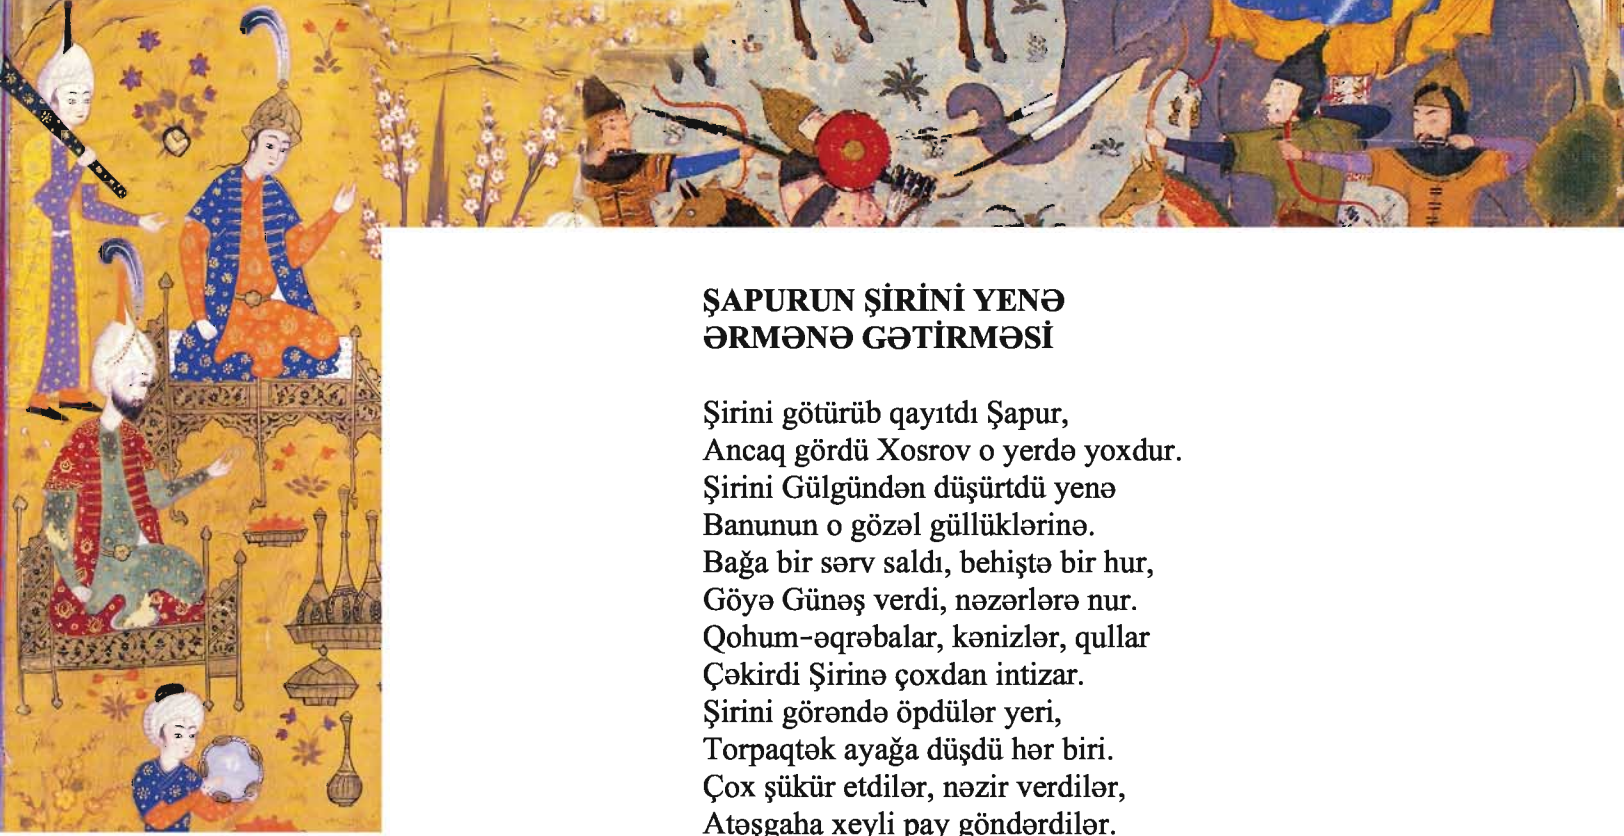 ŞAPURUN ŞİRİNİ YENƏ
ƏRMƏNƏ GƏTİRMƏSİ
Şirini götürüb qayıtdı Şapur,
Ancaq gördü Xosrov o yerdə yoxdur.
Şirini Gülgündən düşürtdü yenə
Banunun o gözəl güllüklərinə.
Bağa bir sərv saldı, behiştə bir hur,
Göyə Günəş verdi, nəzərlərə nur.
Qohum-əqrəbalar, kənizlər, qullar
Çəkirdi Şirinə çoxdan intizar.
Şirini görəndə öpdülər yeri,
Torpaqtək ayağa düşdü hər biri.
Çox şükür etdilər, nəzir verdilər,
Atəşgaha xeyli pay göndərdilər.